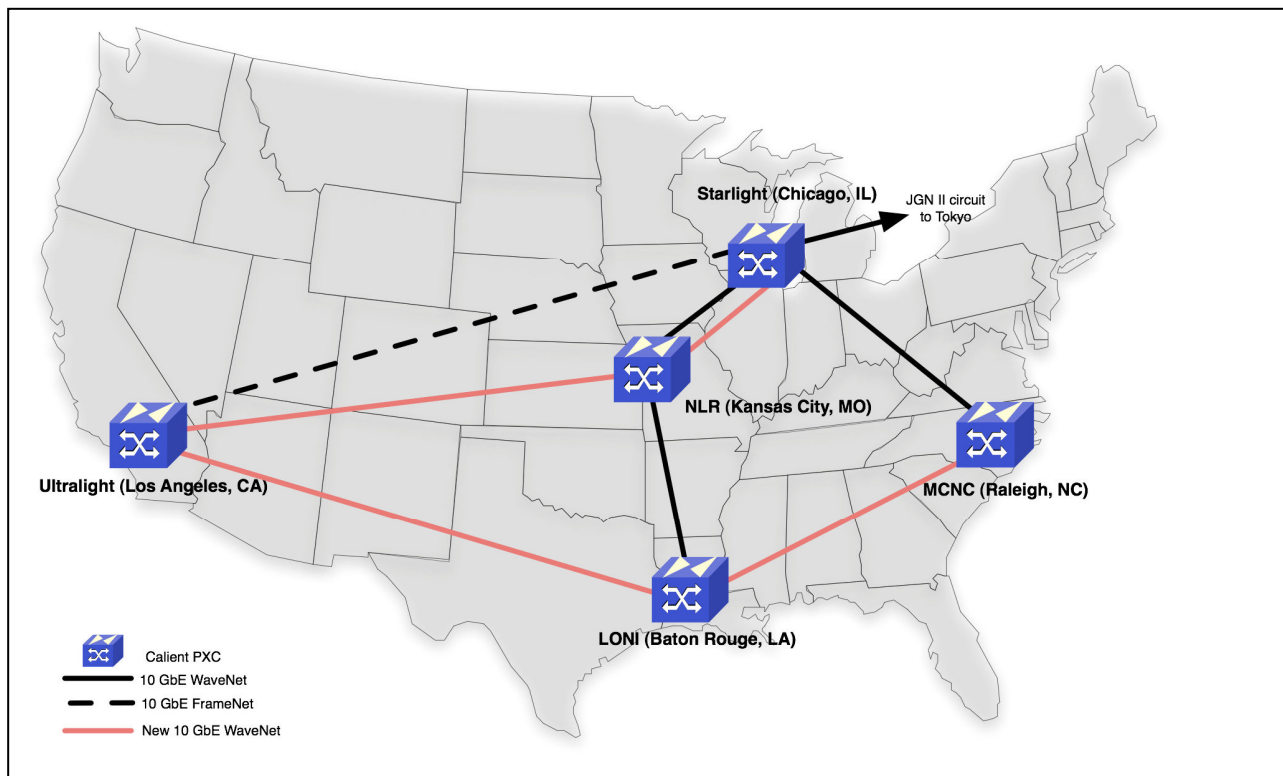 Starlight (Chicago, IL)
JGN II circuit
to Tokyo
NLR (Kansas City, MO)
Ultralight (Los Angeles, CA)
MCNC (Raleigh, NC)
LONI (Baton Rouge, LA)
Calient PXC
10 GbE WaveNet
10 GbE FrameNet
New 10 GbE WaveNet